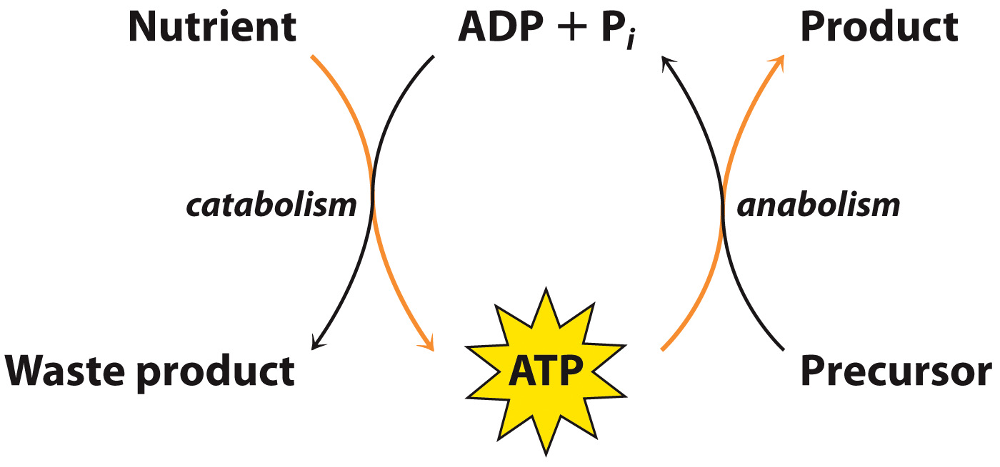 Nutrient
ADP + Pi
Product
catabolism
anabolism
Waste product
ATP
Precursor